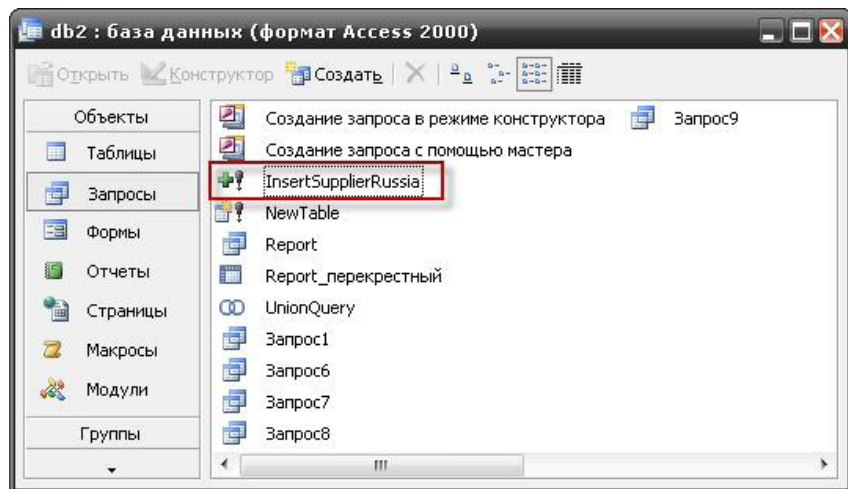 db2 : база данных (формат Access 2000)
Открыть Конструктор Создать
Объекты
Таблицы
Запросы
Формы
Отчеты
Страницы
Макросы
Модули
Группы
Создание запроса в режиме конструктора
Создание запроса с помощью мастера
InsertSupplierRussia
NewTable
Report
Report_перекрестный
UnionQuery
Запрос1
Запрос6
Запрос7
Запрос8
Запрос9